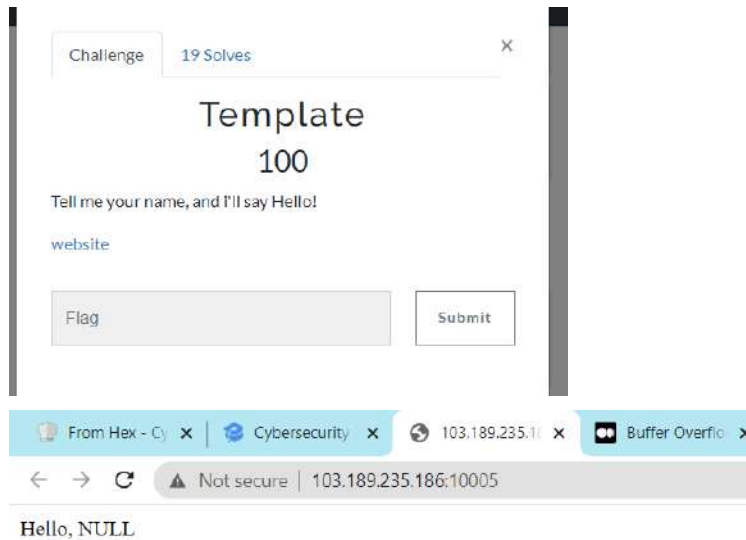 Challenge 19 Solves ×
Template
100
Tell me your name, and I'll say Hello!
website
Flag Submit
From Hex - Cy × Cybersecurity × 103.189.235.18 × Buffer Overflo ×
Not secure | 103.189.235.186:10005
Hello, NULL